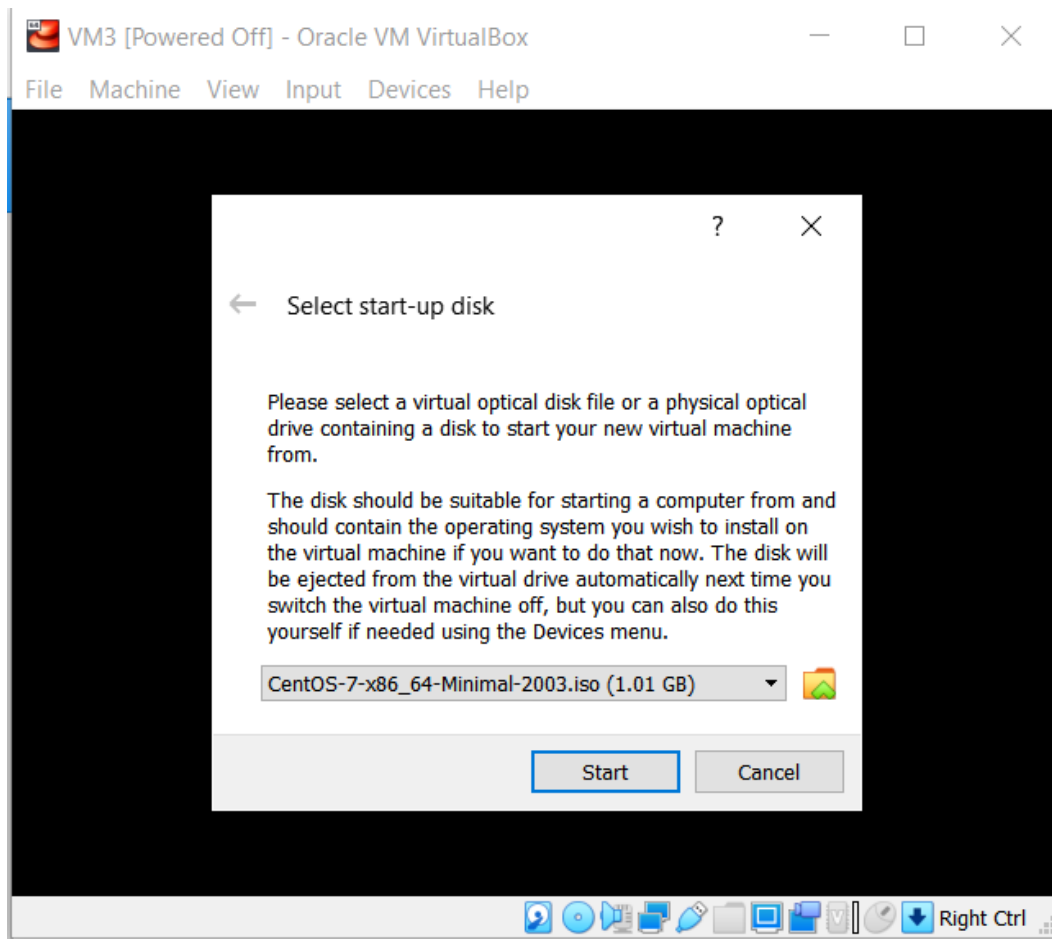 VM3 [Powered Off] - Oracle VM VirtualBox
File Machine View Input Devices Help
?
Select start-up disk
Please select a virtual optical disk file or a physical optical
drive containing a disk to start your new virtual machine
from.
The disk should be suitable for starting a computer from and
should contain the operating system you wish to install on
the virtual machine if you want to do that now. The disk will
be ejected from the virtual drive automatically next time you
switch the virtual machine off, but you can also do this
yourself if needed using the Devices menu.
CentOS-7-x86_64-Minimal-2003.iso (1.01 GB)
Start Cancel
Right Ctrl